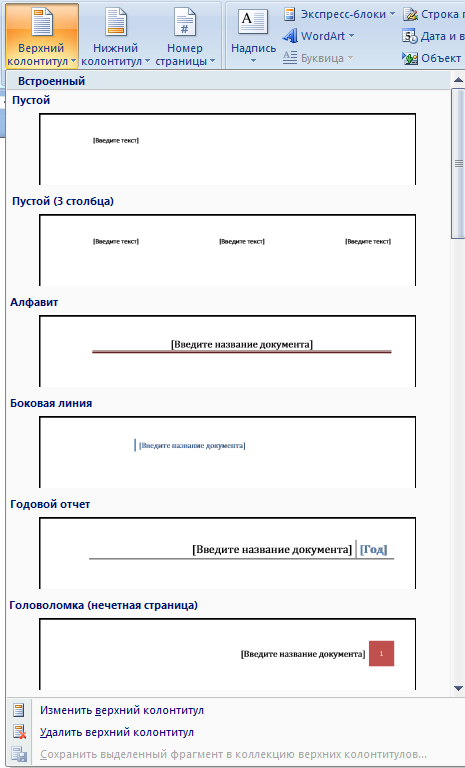 Верхний колонтитул
Нижний колонтитул
Номер страницы
#
Надпись
A
Экспресс-блоки
WordArt
Буквица
Строка п
Дата и в
Объект
Встроенный
Пустой
[Введите текст]
Пустой (3 столбца)
[Введите текст] [Введите текст] [Введите текст]
Алфавит
[Введите название документа]
Боковая линия
[Введите название документа]
Годовой отчет
[Введите название документа] [Год]
Головоломка (нечетная страница)
[Введите название документа] 1
Изменить верхний колонтитул
Удалить верхний колонтитул
Сохранить выделенный фрагмент в коллекцию верхних колонтитулов...